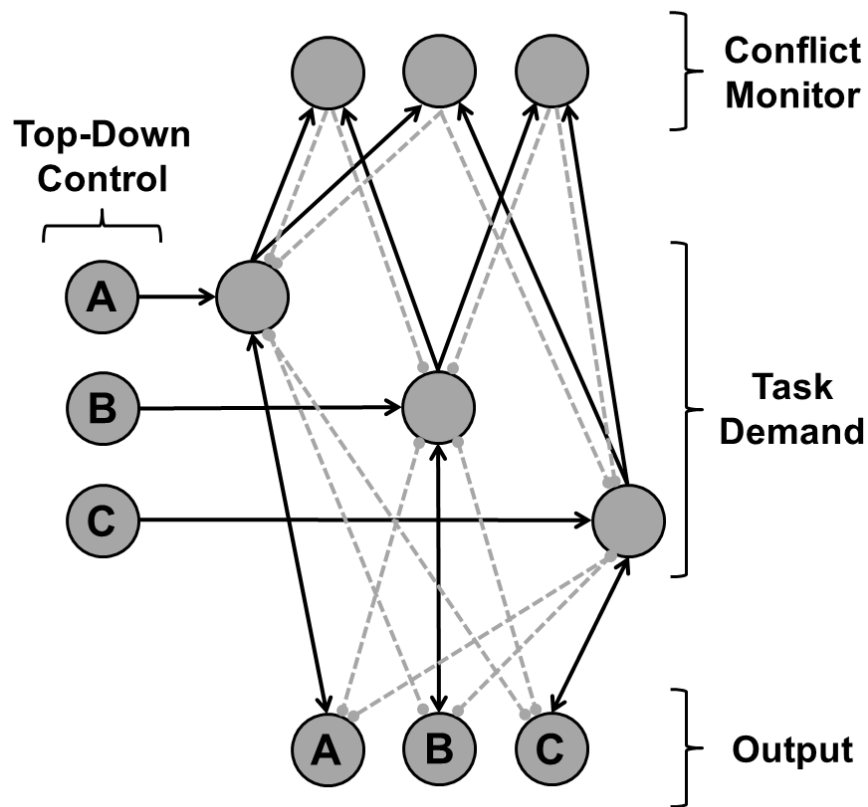 Conflict
Monitor
Top-Down
Control
A
B
C
Task
Demand
A
B
C
Output